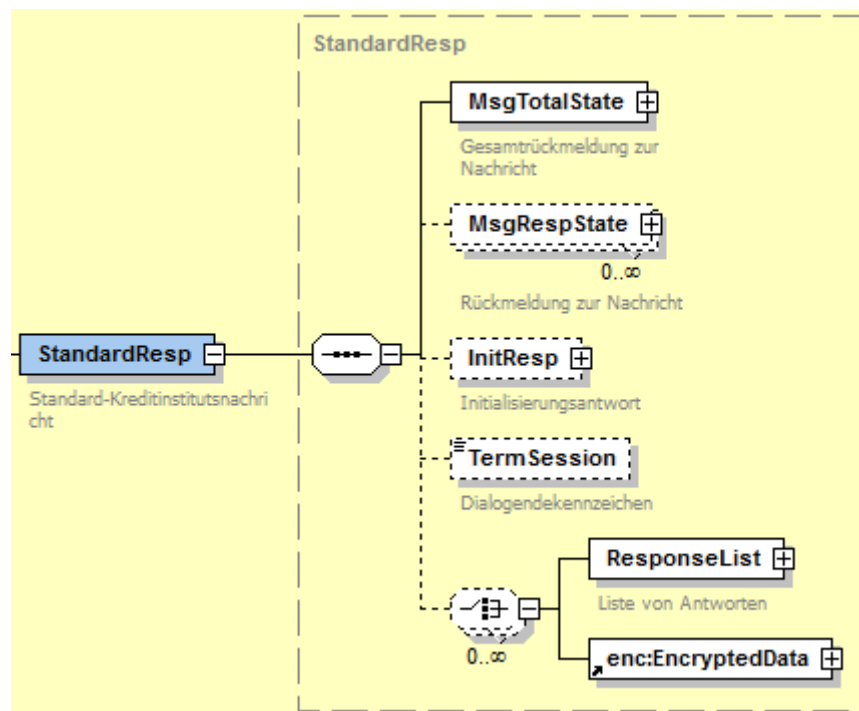 StandardResp
MsgTotalState
Gesamtrückmeldung zur
Nachricht
MsgRespState
0..∞
Rückmeldung zur Nachricht
StandardResp
Standard-Kreditinstitutsnachri
cht
InitResp
Initialisierungsantwort
TermSession
Dialogendekennzeichen
ResponseList
Liste von Antworten
0..∞
enc:EncryptedData